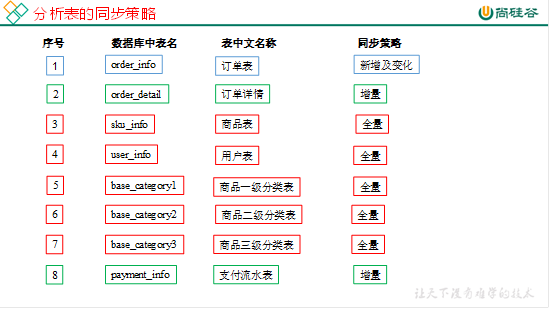 分析表的同步策略
尚硅谷
序号 数据库中表名 表中文名称 同步策略
1 order_info 订单表 新增及变化
2 order_detail 订单详情 增量
3 sku_info 商品表 全量
4 user_info 用户表 全量
5 base_category1 商品一级分类表 全量
6 base_category2 商品二级分类表 全量
7 base_category3 商品三级分类表 全量
8 payment_info 支付流水表 增量
让天下没有难学的技术